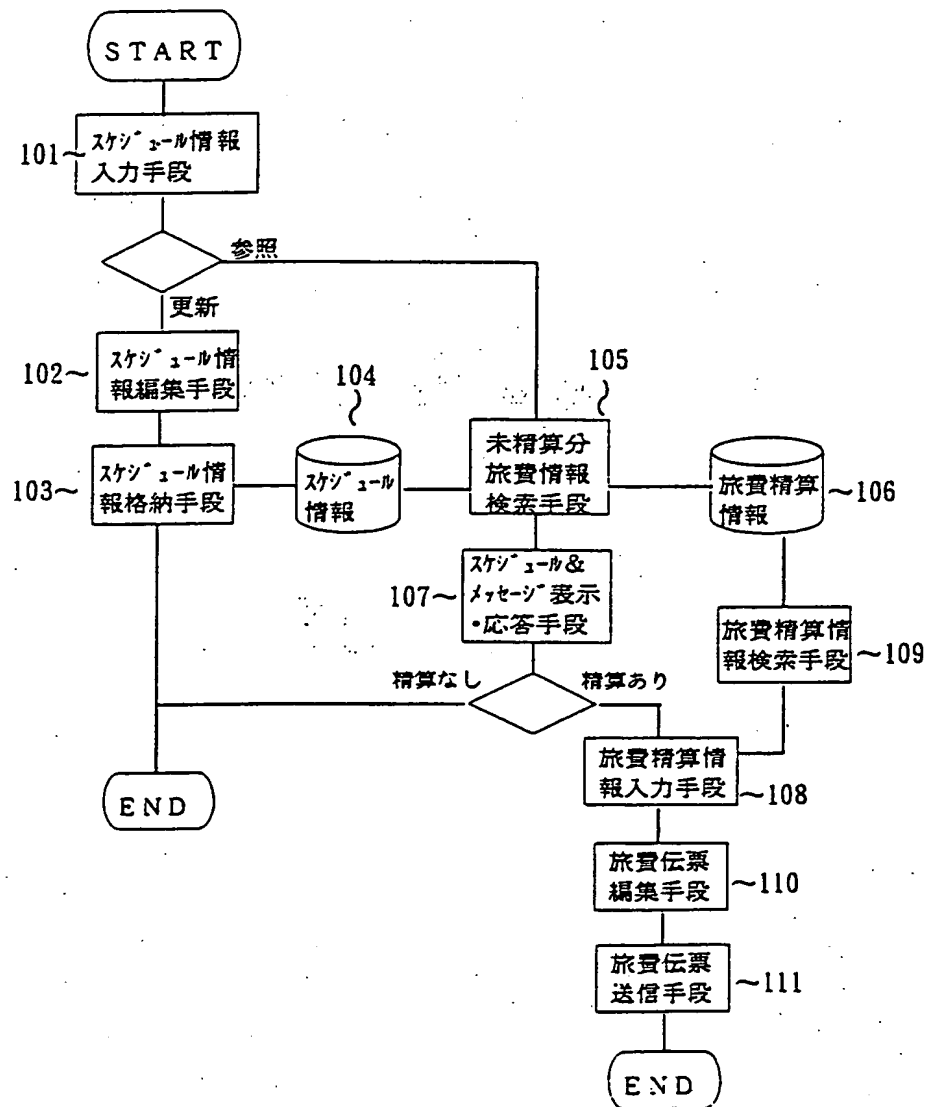 START
101～
スケジュール情報
入力手段
参照
更新
102～
スケジュール情
報編集手段
104
105
103～
スケジュール情
報格納手段
スケジュール
情報
未精算分
旅費情報
検索手段
旅費精算
情報
～106
107～
スケジュール&
メッセージ表示
・応答手段
旅費精算情
報検索手段
～109
精算なし
精算あり
旅費精算情
報入力手段
～108
END
旅費伝票
編集手段
～110
旅費伝票
送信手段
～111
END